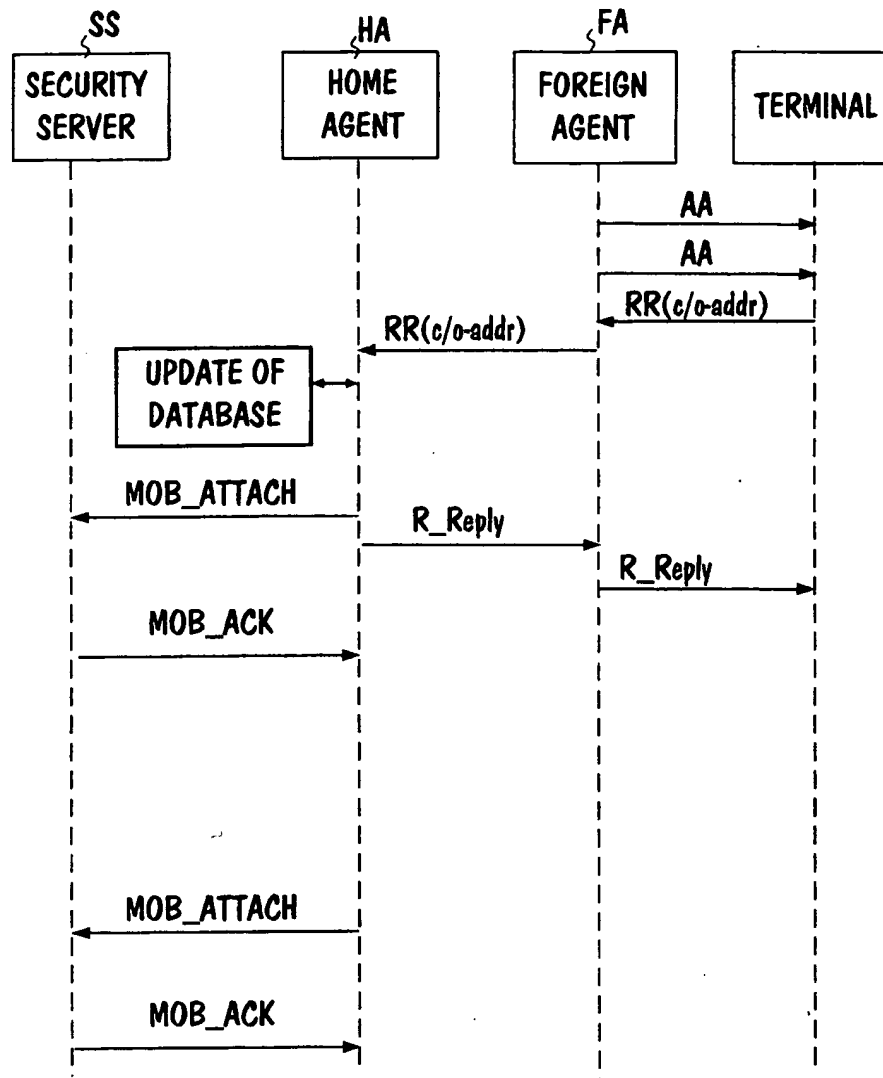 SS
HA
FA
SECURITY
SERVER
HOME
AGENT
FOREIGN
AGENT
TERMINAL
AA
AA
RR(c/o-addr)
RR(c/o-addr)
UPDATE OF
DATABASE
MOB_ATTACH
R_Reply
R_Reply
MOB_ACK
MOB_ATTACH
MOB_ACK